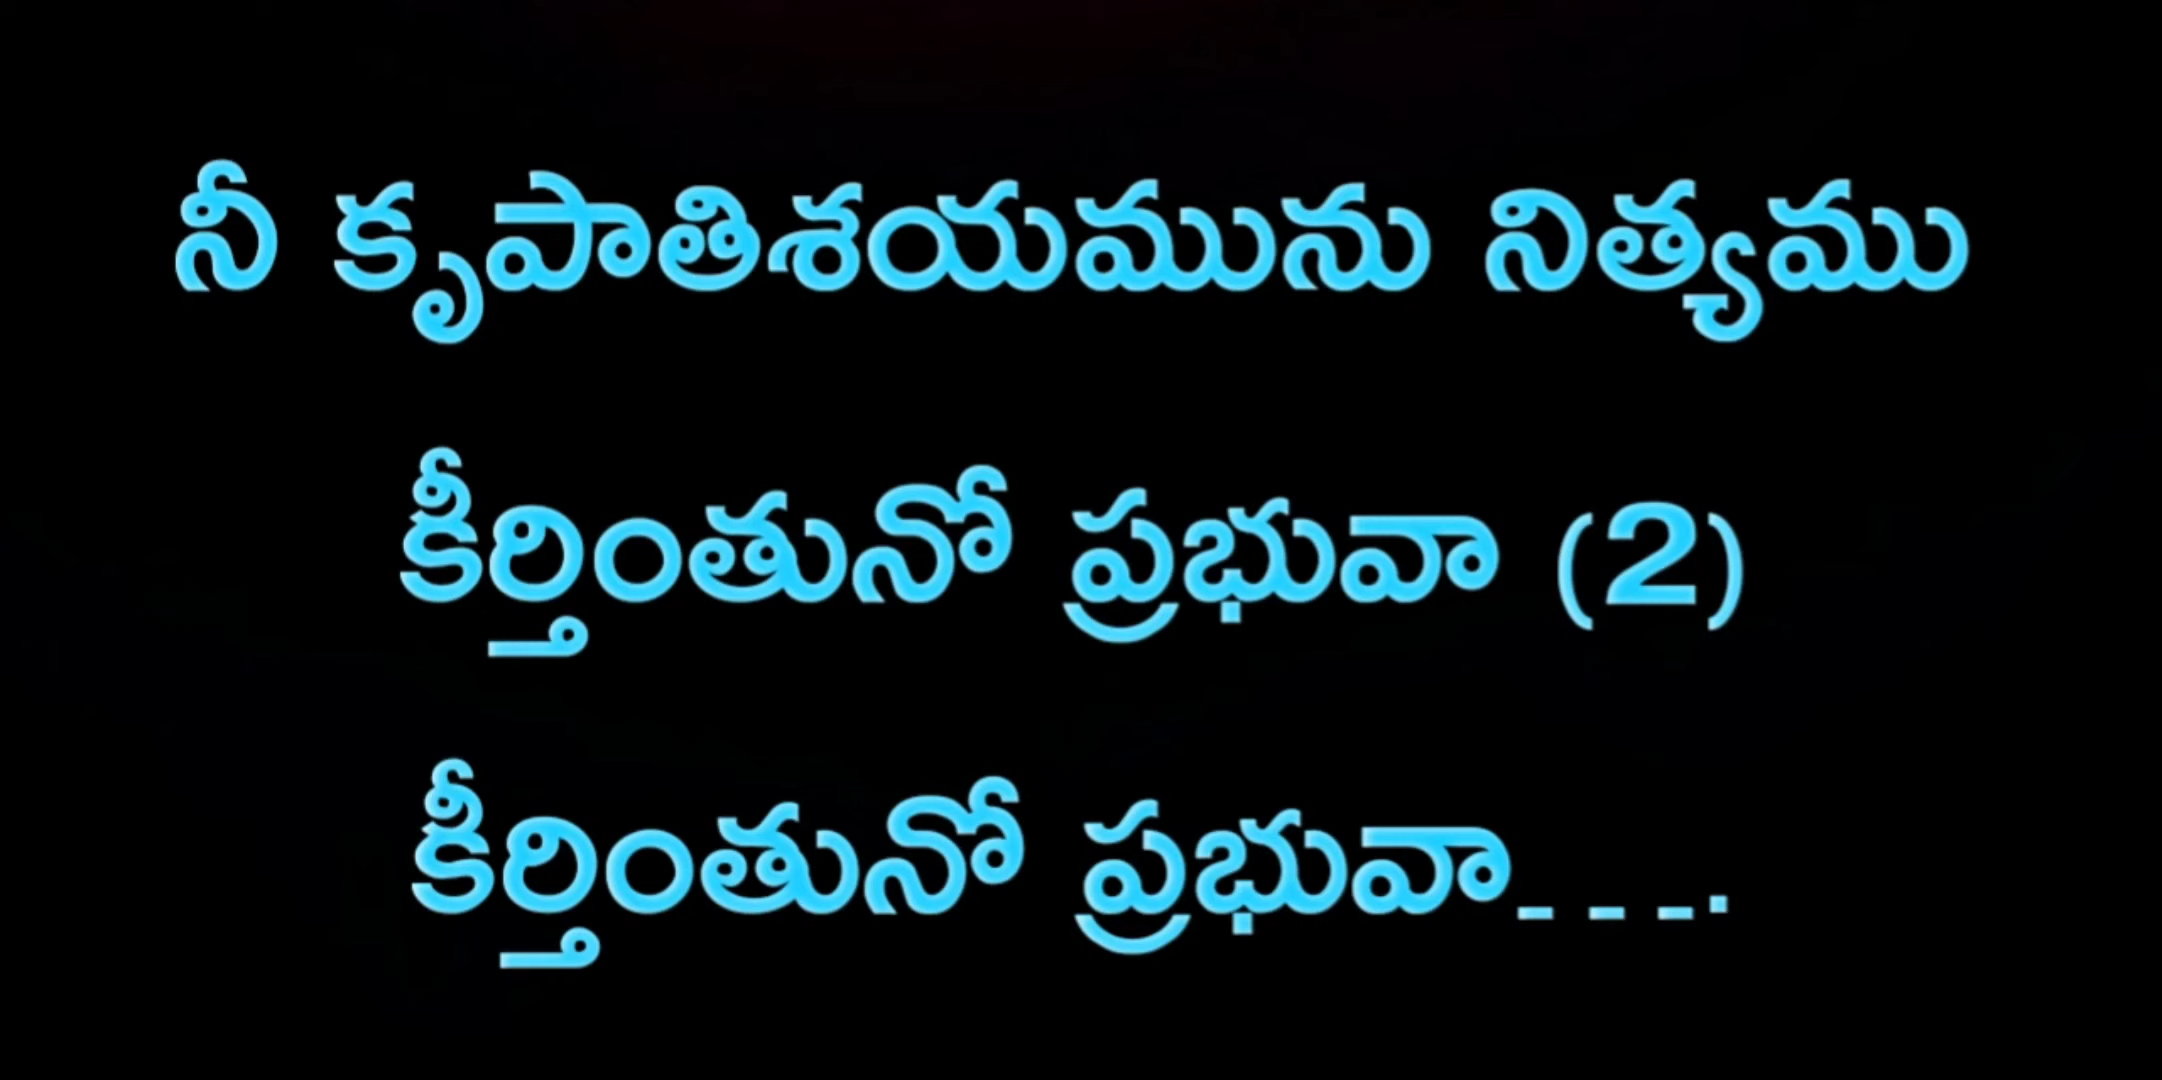 నీ కృపాతిశయమును నిత్యము
కీర్తింతునో ప్రభువా (2)
కీర్తింతునో ప్రభువా_ _ _.